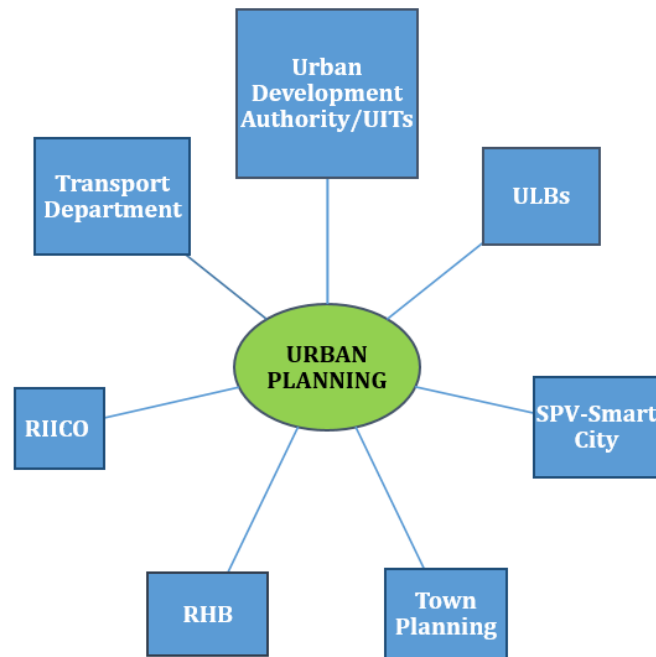 Urban
Development
Authority/UITs
Transport
Department
ULBs
URBAN
PLANNING
RIICO
SPV-Smart
City
RHB
Town
Planning